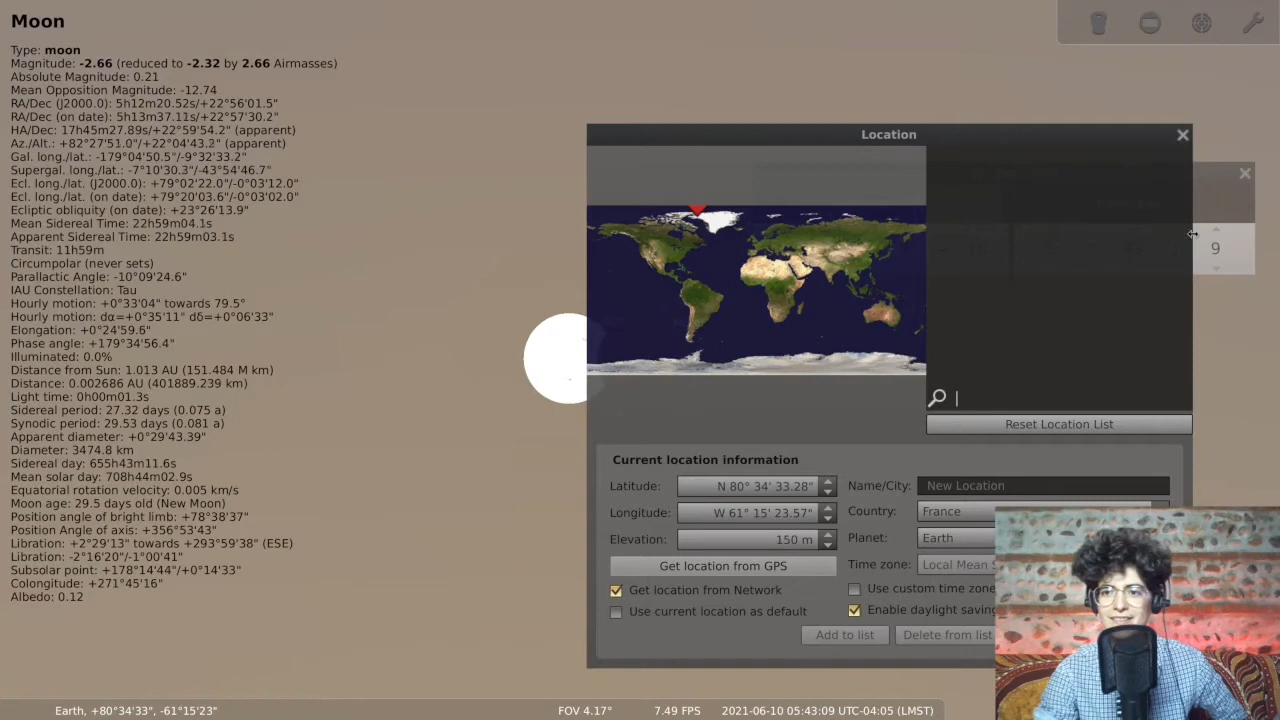 Moon
Type: moon
Magnitude: -2.66 (reduced to -2.32 by 2.66 Airmasses)
Absolute Magnitude: 0.21
Mean Opposition Magnitude: -12.74
RA/Dec (J2000.0): 5h12m20.52s/+22°56'01.5"
RA/Dec (on date): 5h13m37.11s/+22°57'30.2"
HA/Dec: 17h45m27.89s/+22°59'54.2" (apparent)
Az./Alt.: +82°27'51.0"/+22°04'43.2" (apparent)
Gal. long./lat.: -179°04'50.5"/-9°32'33.2"
Supergal. long./lat.: -7°10'30.3"/-43°54'46.7"
Ecl. long./lat. (J2000.0): +79°02'22.0"/-0°03'12.0"
Ecl. long./lat. (on date): +79°20'03.6"/-0°03'02.0"
Ecliptic obliquity (on date): +23°26'13.9"
Mean Sidereal Time: 22h59m04.1s
Apparent Sidereal Time: 22h59m03.1s
Transit: 11h59m
Circumpolar (never sets)
Parallactic Angle: -10°09'24.6"
IAU Constellation: Tau
Hourly motion: +0°33'04" towards 79.5°
Hourly motion: dα=+0°35'11" dδ=+0°06'33"
Elongation: +0°24'59.6"
Phase angle: +179°34'56.4"
Illuminated: 0.0%
Distance from Sun: 1.013 AU (151.484 M km)
Distance: 0.002686 AU (401889.239 km)
Light time: 0h00m01.3s
Sidereal period: 27.32 days (0.075 a)
Synodic period: 29.53 days (0.081 a)
Apparent diameter: +0°29'43.39"
Diameter: 3474.8 km
Sidereal day: 655h43m11.6s
Mean solar day: 708h44m02.9s
Equatorial rotation velocity: 0.005 km/s
Moon age: 29.5 days old (New Moon)
Position angle of bright limb: +78°38'37"
Position Angle of axis: +356°53'43"
Libration: +2°29'13" towards +293°59'38" (ESE)
Libration: -2°16'20"/-1°00'41"
Subsolar point: +178°14'44"/+0°14'33"
Colongitude: +271°45'16"
Albedo: 0.12
Location
9
Reset Location List
Current location information
Latitude: N 80° 34' 33.28"
Name/City: New Location
Longitude: W 61° 15' 23.57"
Country: France
Elevation: 150 m
Planet: Earth
Get location from GPS
Time zone: Local Mean
Get location from Network
Use custom time zone
Use current location as default
Enable daylight saving
Add to list
Delete from list
Earth, +80°34'33", -61°15'23"
FOV 4.17°
7.49 FPS
2021-06-10 05:43:09 UTC-04:05 (LMST)